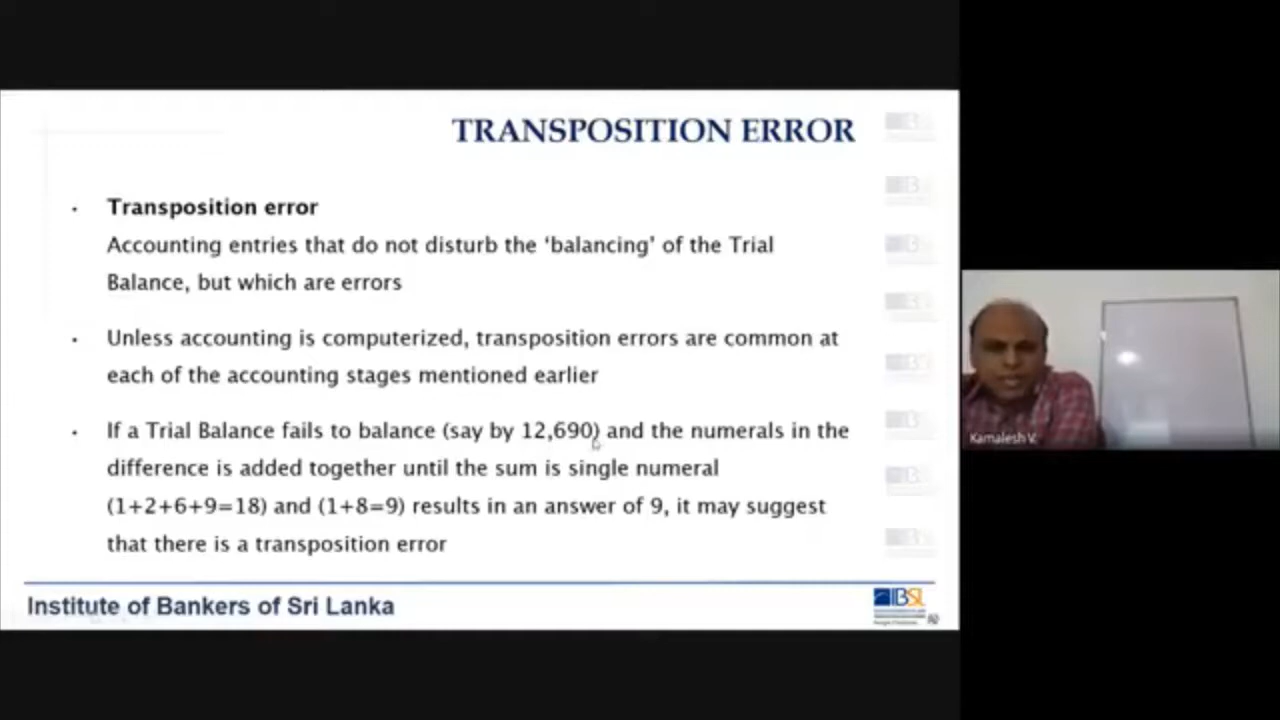 TRANSPOSITION ERROR
• Transposition error
Accounting entries that do not disturb the ‘balancing’ of the Trial
Balance, but which are errors
• Unless accounting is computerized, transposition errors are common at
each of the accounting stages mentioned earlier
• If a Trial Balance fails to balance (say by 12,690) and the numerals in the
difference is added together until the sum is single numeral
(1+2+6+9=18) and (1+8=9) results in an answer of 9, it may suggest
that there is a transposition error
Institute of Bankers of Sri Lanka
IBSL
Kamalesh V.